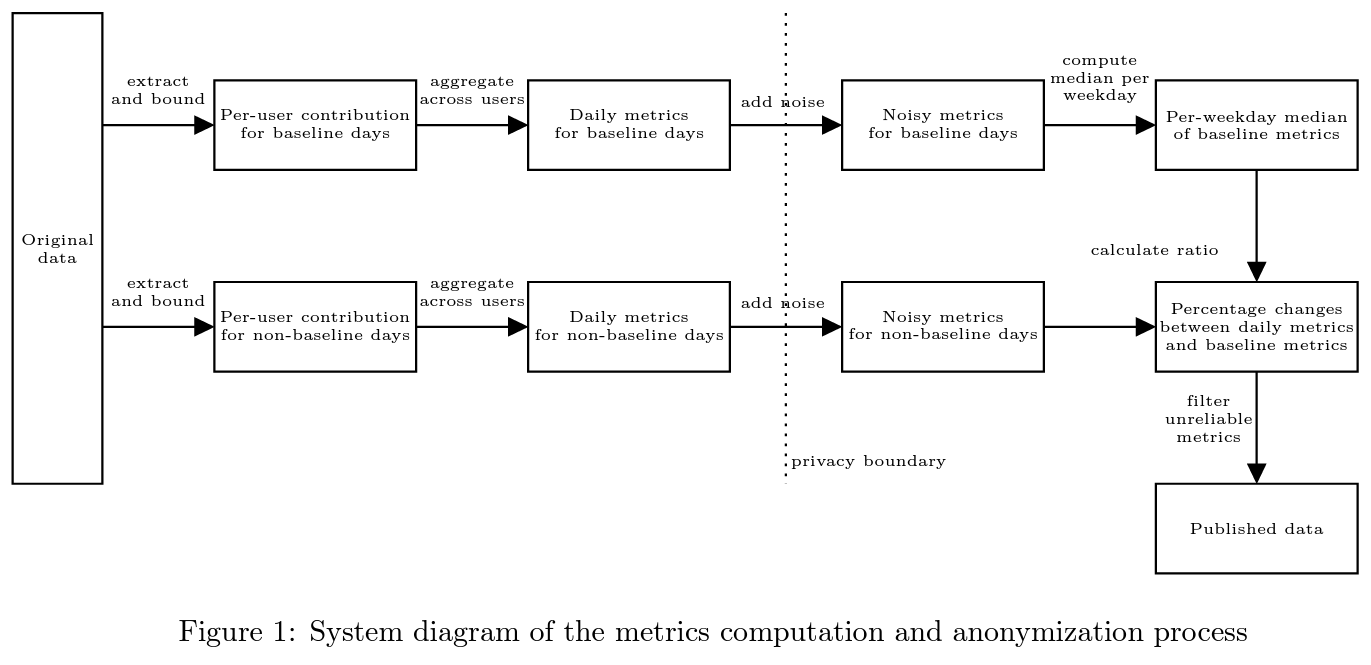 Original
data
extract
and bound
Per-user contribution
for baseline days
aggregate
across users
Daily metrics
for baseline days
add noise
Noisy metrics
for baseline days
compute
median per
weekday
Per-weekday median
of baseline metrics
calculate ratio
extract
and bound
Per-user contribution
for non-baseline days
aggregate
across users
Daily metrics
for non-baseline days
add noise
Noisy metrics
for non-baseline days
Percentage changes
between daily metrics
and baseline metrics
filter
unreliable
metrics
privacy boundary
Published data
Figure 1: System diagram of the metrics computation and anonymization process